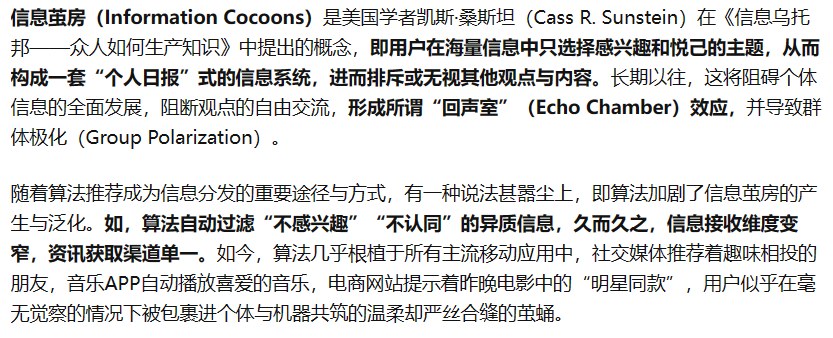 信息茧房（Information Cocoons）是美国学者凯斯·桑斯坦（Cass R. Sunstein）在《信息乌托
邦——众人如何生产知识》中提出的概念，即用户在海量信息中只选择感兴趣和悦己的主题，从而
构成一套“个人日报”式的信息系统，进而排斥或无视其他观点与内容。长期以往，这将阻碍个体
信息的全面发展，阻断观点的自由交流，形成所谓“回声室”（Echo Chamber）效应，并导致群
体极化（Group Polarization）。
随着算法推荐成为信息分发的重要途径与方式，有一种说法甚嚣尘上，即算法加剧了信息茧房的产
生与泛化。如，算法自动过滤“不感兴趣”“不认同”的异质信息，久而久之，信息接收维度变
窄，资讯获取渠道单一。如今，算法几乎根植于所有主流移动应用中，社交媒体推荐着趣味相投的
朋友，音乐APP自动播放喜爱的音乐，电商网站提示着昨晚电影中的“明星同款”，用户似乎在毫
无觉察的情况下被包裹进个体与机器共筑的温柔却严丝合缝的茧蛹。